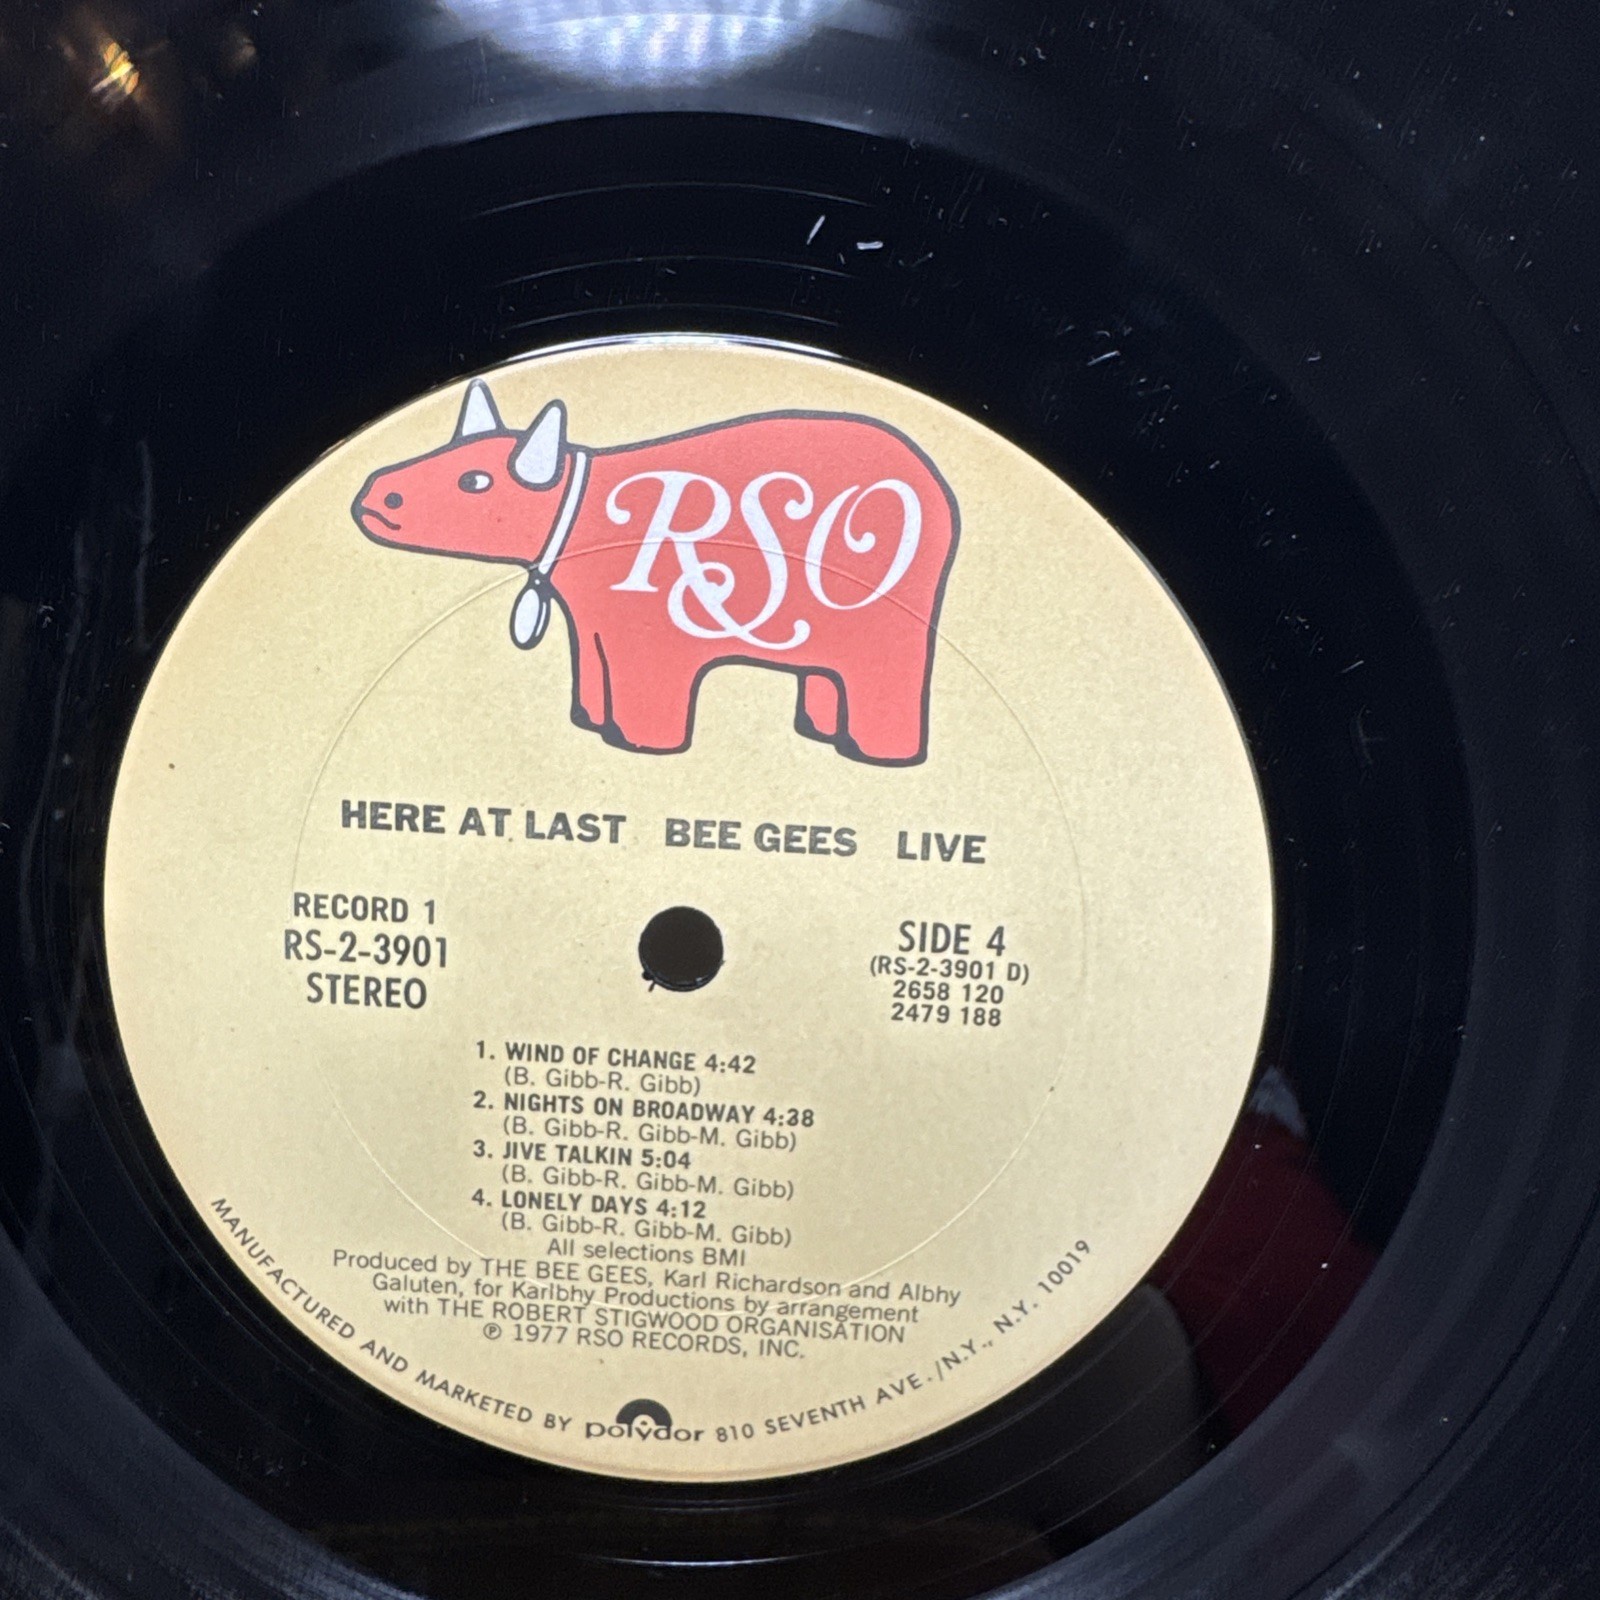 RSO
HERE AT LAST BEE GEES LIVE
RECORD 1
RS-2-3901
STEREO
SIDE 4
(RS-2-3901 D)
2658 120
2479 188
1. WIND OF CHANGE 4:42
(B. Gibb-R. Gibb)
2. NIGHTS ON BROADWAY 4:38
(B. Gibb-R. Gibb-M. Gibb)
3. JIVE TALKIN 5:04
(B. Gibb-R. Gibb-M. Gibb)
4. LONELY DAYS 4:12
(B. Gibb-R. Gibb-M. Gibb)
All selections BMI
Produced by THE BEE GEES, Karl Richardson and Albhy
Galuten, for Karlbhy Productions by arrangement
with THE ROBERT STIGWOOD ORGANISATION
℗ 1977 RSO RECORDS, INC.
MANUFACTURED AND MARKETED BY polydor 810 SEVENTH AVE./N.Y., N.Y. 10019